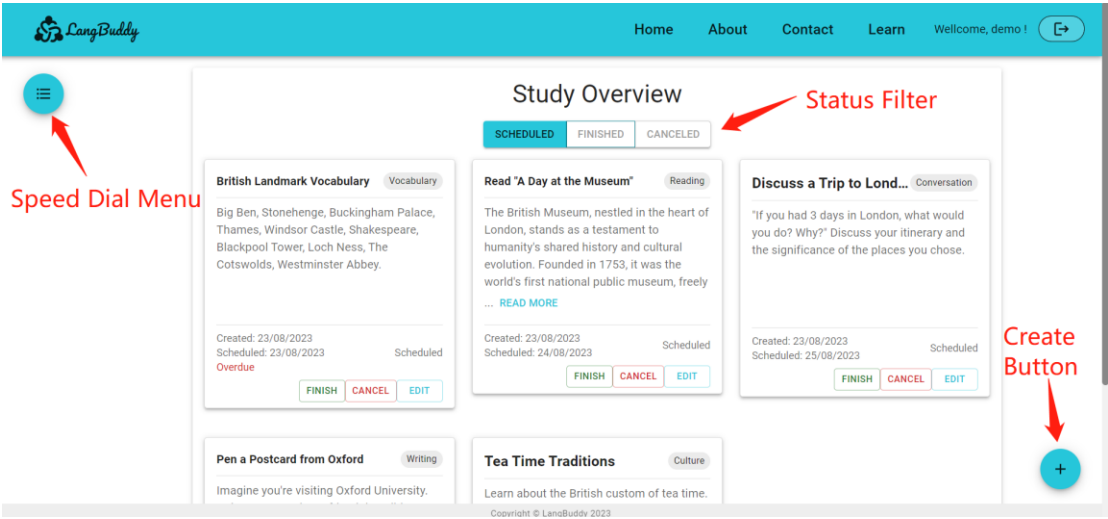 LangBuddy
Home About Contact Learn Wellcome, demo !
Study Overview
Status Filter
SCHEDULED FINISHED CANCELED
Speed Dial Menu
British Landmark Vocabulary Vocabulary
Big Ben, Stonehenge, Buckingham Palace,
Thames, Windsor Castle, Shakespeare,
Blackpool Tower, Loch Ness, The
Cotswolds, Westminster Abbey.
Created: 23/08/2023
Scheduled: 23/08/2023 Scheduled
Overdue
FINISH CANCEL EDIT
Read "A Day at the Museum" Reading
The British Museum, nestled in the heart of
London, stands as a testament to
humanity's shared history and cultural
evolution. Founded in 1753, it was the
world's first national public museum, freely
... READ MORE
Created: 23/08/2023
Scheduled: 24/08/2023 Scheduled
FINISH CANCEL EDIT
Discuss a Trip to Lond... Conversation
"If you had 3 days in London, what would
you do? Why?" Discuss your itinerary and
the significance of the places you chose.
Created: 23/08/2023
Scheduled: 25/08/2023 Scheduled
FINISH CANCEL EDIT
Create
Button
Pen a Postcard from Oxford Writing
Imagine you're visiting Oxford University.
Tea Time Traditions Culture
Learn about the British custom of tea time.
Copyright © LangBuddy 2023